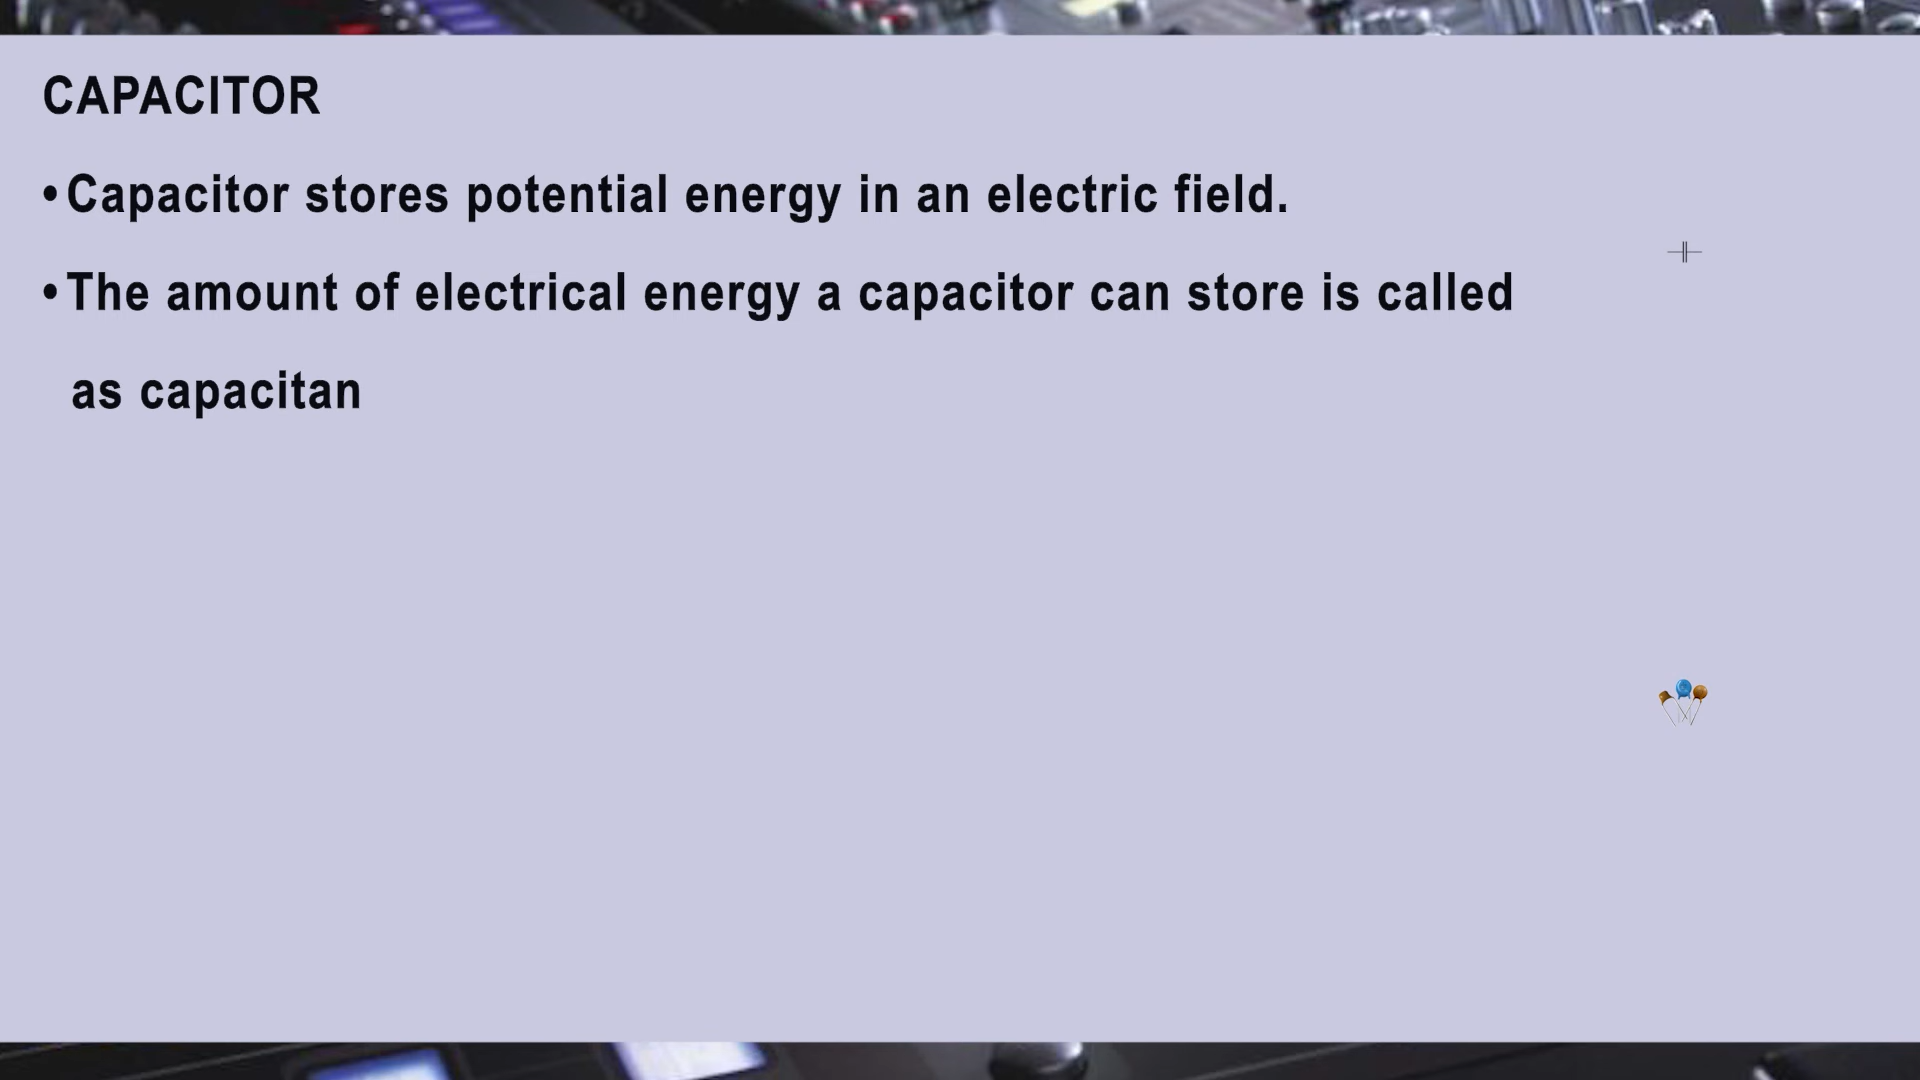 CAPACITOR
•Capacitor stores potential energy in an electric field.
•The amount of electrical energy a capacitor can store is called
as capacitan